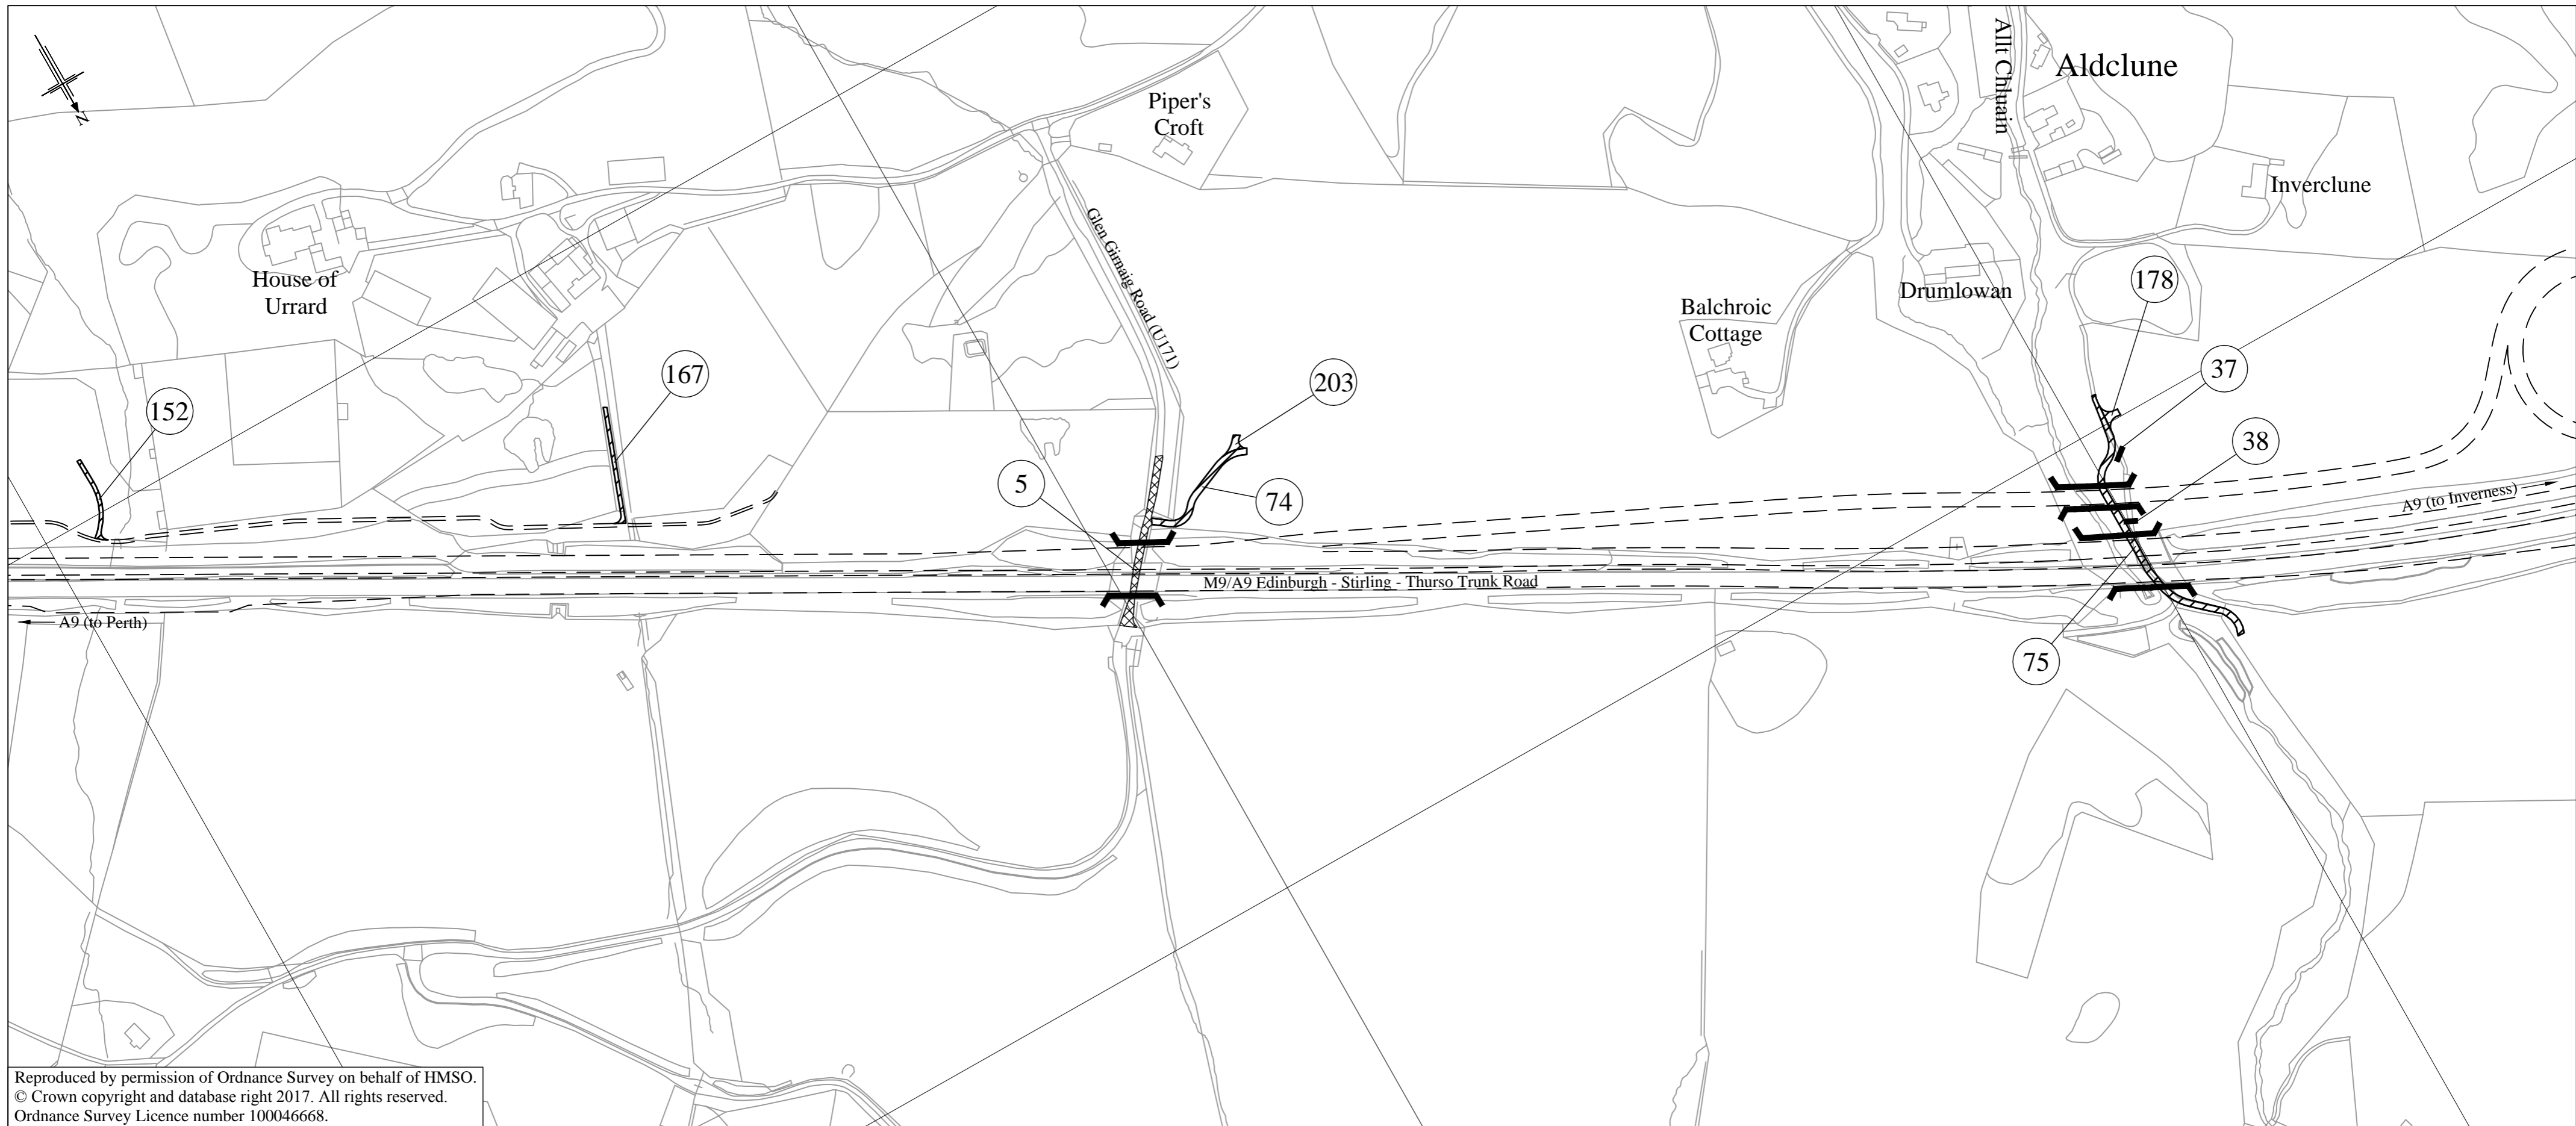 N
Allt Chluain
Aldclune
Piper's
Croft
Inverclune
Glen Girnaig Road (U171)
House of
Urrard
Drumlowan
Balchroic
Cottage
178
37
167
203
152
38
5
74
A9 (to Inverness)
M9/A9 Edinburgh - Stirling - Thurso Trunk Road
A9 (to Perth)
75
Reproduced by permission of Ordnance Survey on behalf of HMSO.
© Crown copyright and database right 2017. All rights reserved.
Ordnance Survey Licence number 100046668.